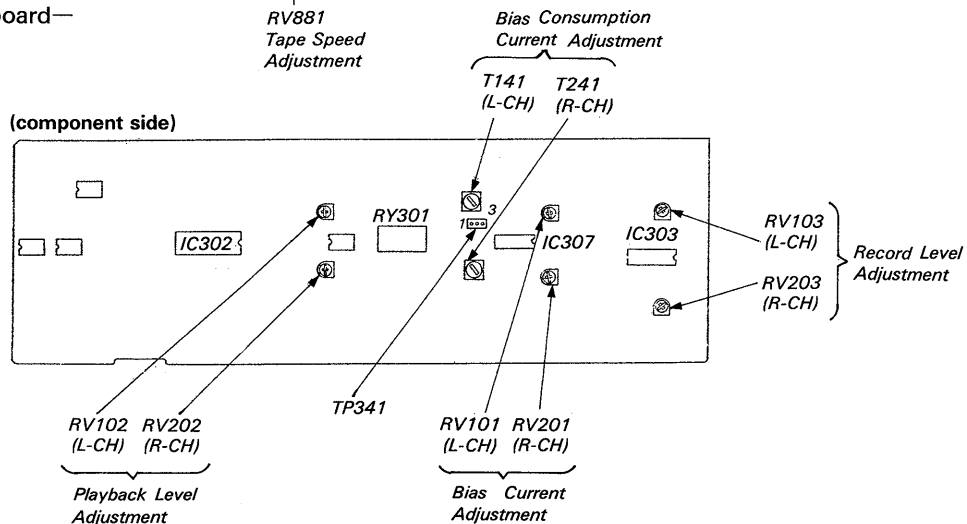 oard—
RV881
Tape Speed
Adjustment
Bias Consumption
Current Adjustment
T141
(L-CH)
T241
(R-CH)
(component side)
3
1
RY301
IC302
IC307
IC303
RV103
(L-CH)
RV203
(R-CH)
Record Level
Adjustment
TP341
RV102
(L-CH)
RV202
(R-CH)
RV101
(L-CH)
RV201
(R-CH)
Playback Level
Adjustment
Bias Current
Adjustment